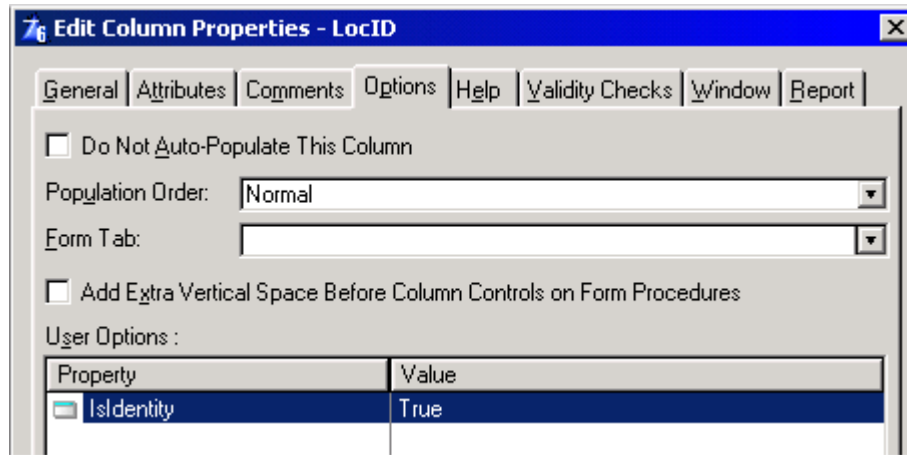 Edit Column Properties - LocID
General Attributes Comments Options Help Validity Checks Window Report
Do Not Auto-Populate This Column
Population Order: Normal
Form Tab:
Add Extra Vertical Space Before Column Controls on Form Procedures
User Options :
Property Value
IsIdentity True